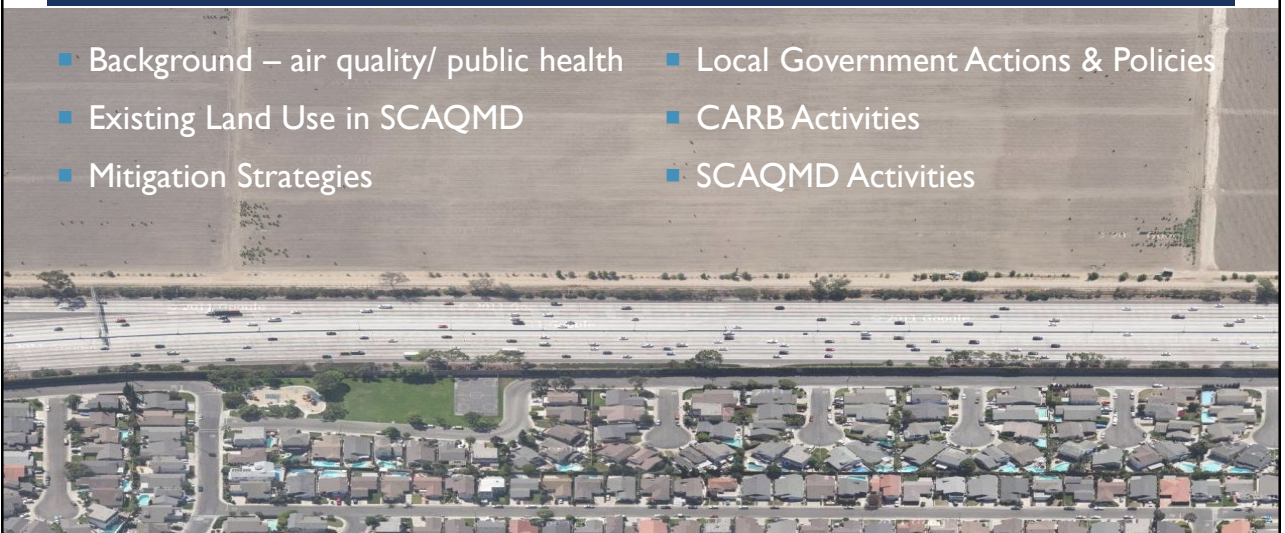 Background – air quality/ public health
Existing Land Use in SCAQMD
Mitigation Strategies
Local Government Actions & Policies
CARB Activities
SCAQMD Activities